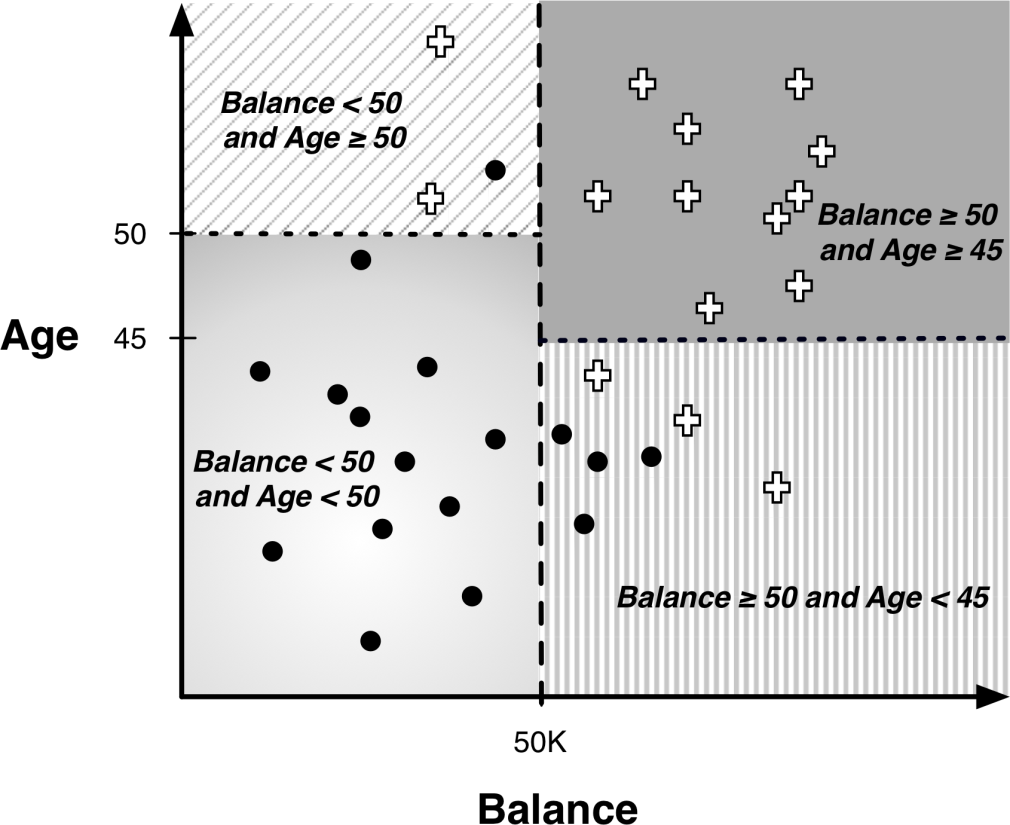 Balance < 50
and Age ≥ 50
Balance ≥ 50
and Age ≥ 45
50
Age
45
Balance < 50
and Age < 50
Balance ≥ 50 and Age < 45
50K
Balance